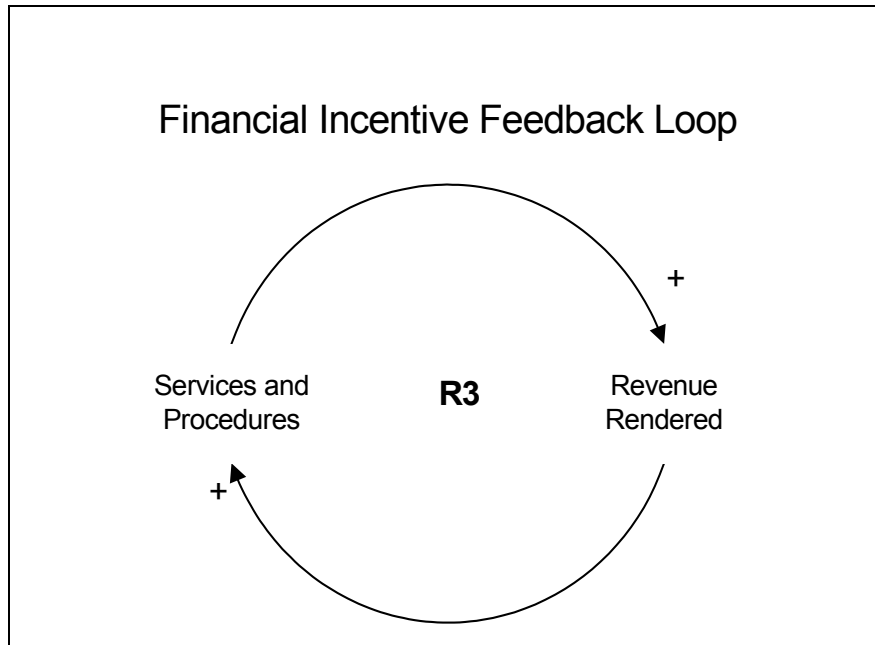 Financial Incentive Feedback Loop
+
Services and
Procedures
R3
Revenue
Rendered
+